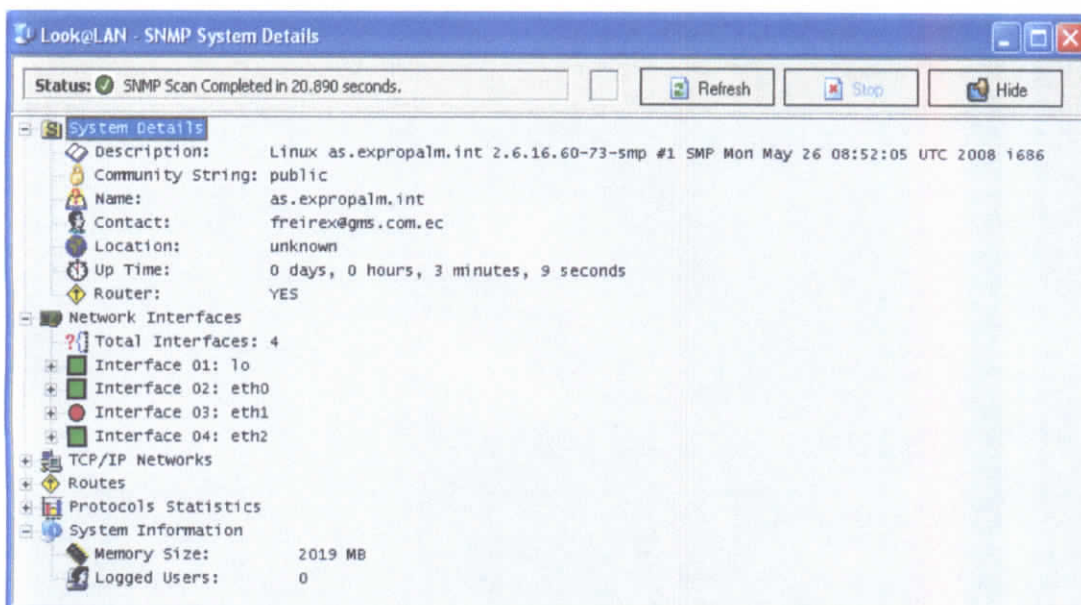 Look@LAN - SNMP System Details
Status: SNMP Scan Completed in 20.890 seconds.
Refresh
Stop
Hide
System Details
Description: Linux as.expropalm.int 2.6.16.60-73-smp #1 SMP Mon May 26 08:52:05 UTC 2008 i686
Community String: public
Name: as.expropalm.int
Contact: freirex@gms.com.ec
Location: unknown
Up Time: 0 days, 0 hours, 3 minutes, 9 seconds
Router: YES
Network Interfaces
Total Interfaces: 4
Interface 01: lo
Interface 02: eth0
Interface 03: eth1
Interface 04: eth2
TCP/IP Networks
Routes
Protocols Statistics
System Information
Memory Size: 2019 MB
Logged Users: 0